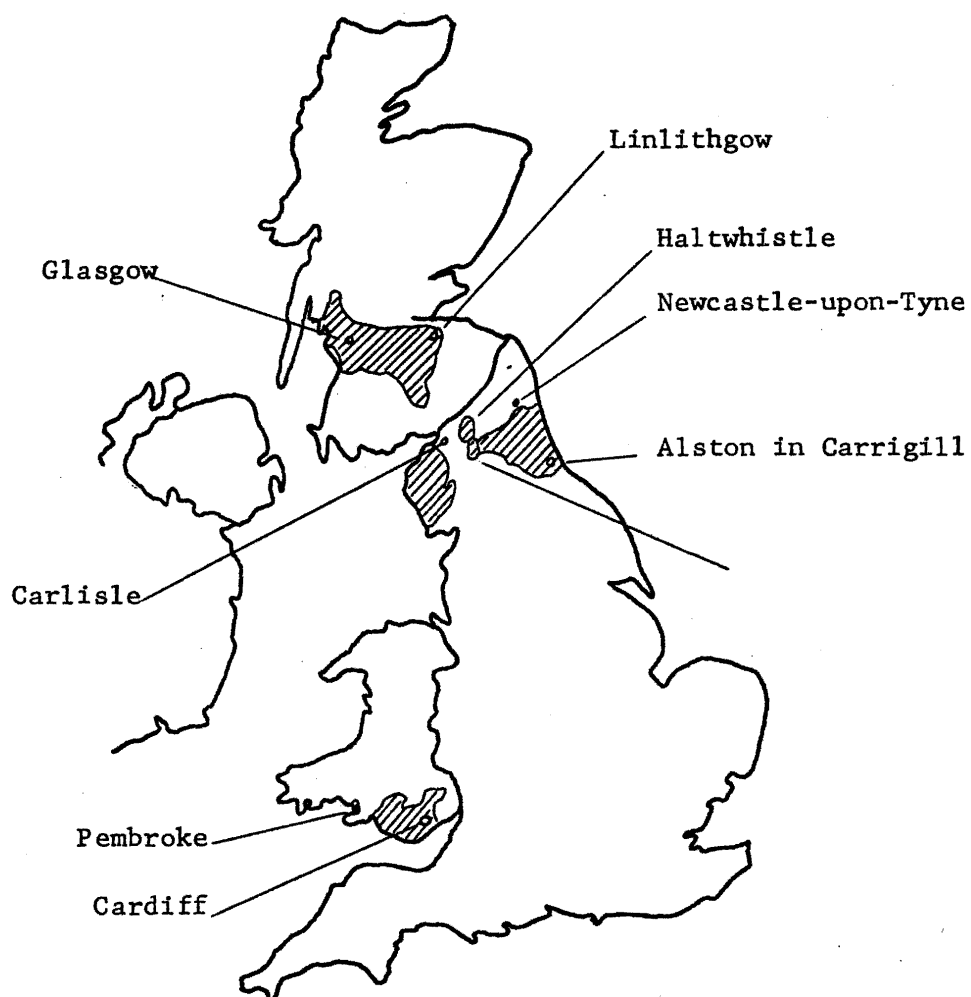 Linlithgow
Haltwhistle
Glasgow
Newcastle-upon-Tyne
Alston in Carrigill
Carlisle
Pembroke
Cardiff